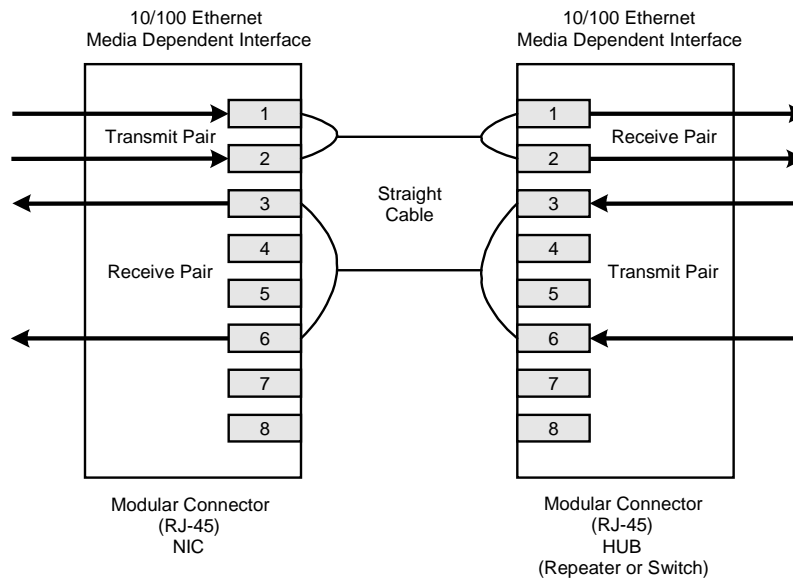 10/100 Ethernet
Media Dependent Interface
10/100 Ethernet
Media Dependent Interface
1
Transmit Pair
2
3
4
Receive Pair
5
6
7
8
Straight
Cable
1
Receive Pair
2
3
4
Transmit Pair
5
6
7
8
Modular Connector
(RJ-45)
NIC
Modular Connector
(RJ-45)
HUB
(Repeater or Switch)